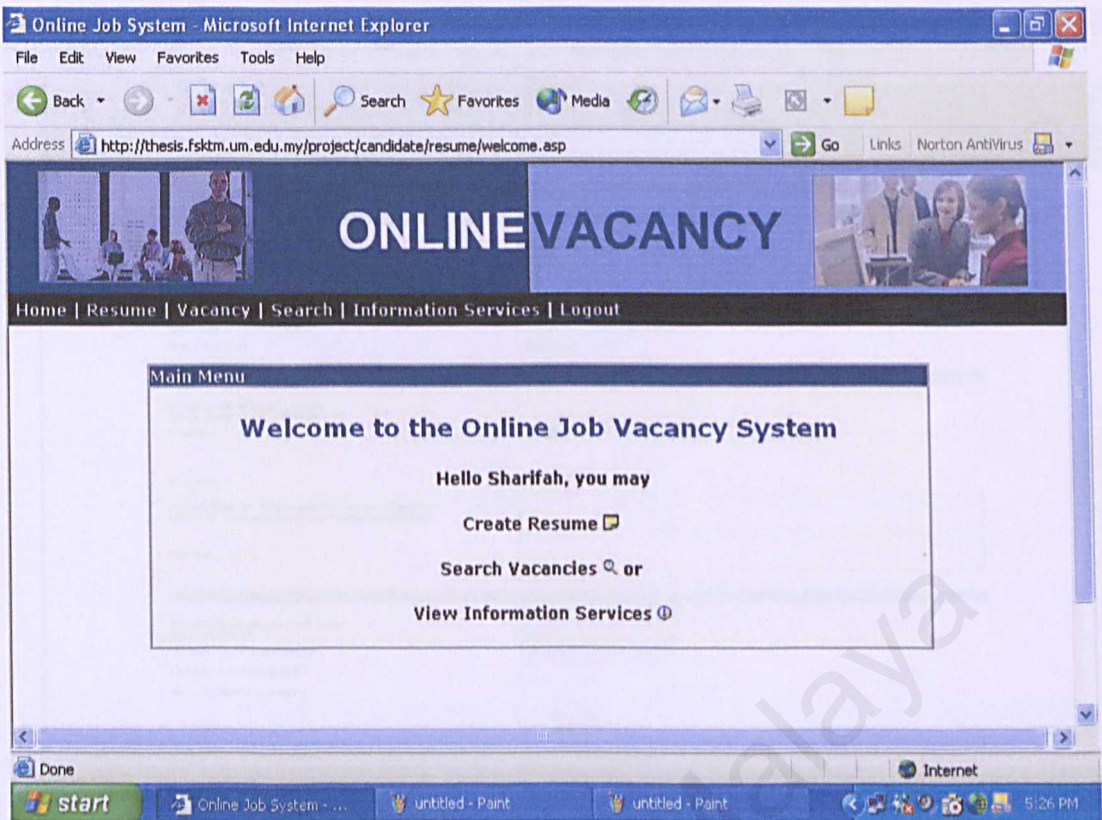 Online Job System - Microsoft Internet Explorer
File Edit View Favorites Tools Help
Back Search Favorites Media
Address http://thesis.fsktm.um.edu.my/project/candidate/resume/welcome.asp Go Links Norton AntiVirus
ONLINE VACANCY
Home | Resume | Vacancy | Search | Information Services | Logout
Main Menu
Welcome to the Online Job Vacancy System
Hello Sharifah, you may
Create Resume
Search Vacancies or
View Information Services
Done Internet
start Online Job System - ... untitled - Paint untitled - Paint 5:26 PM